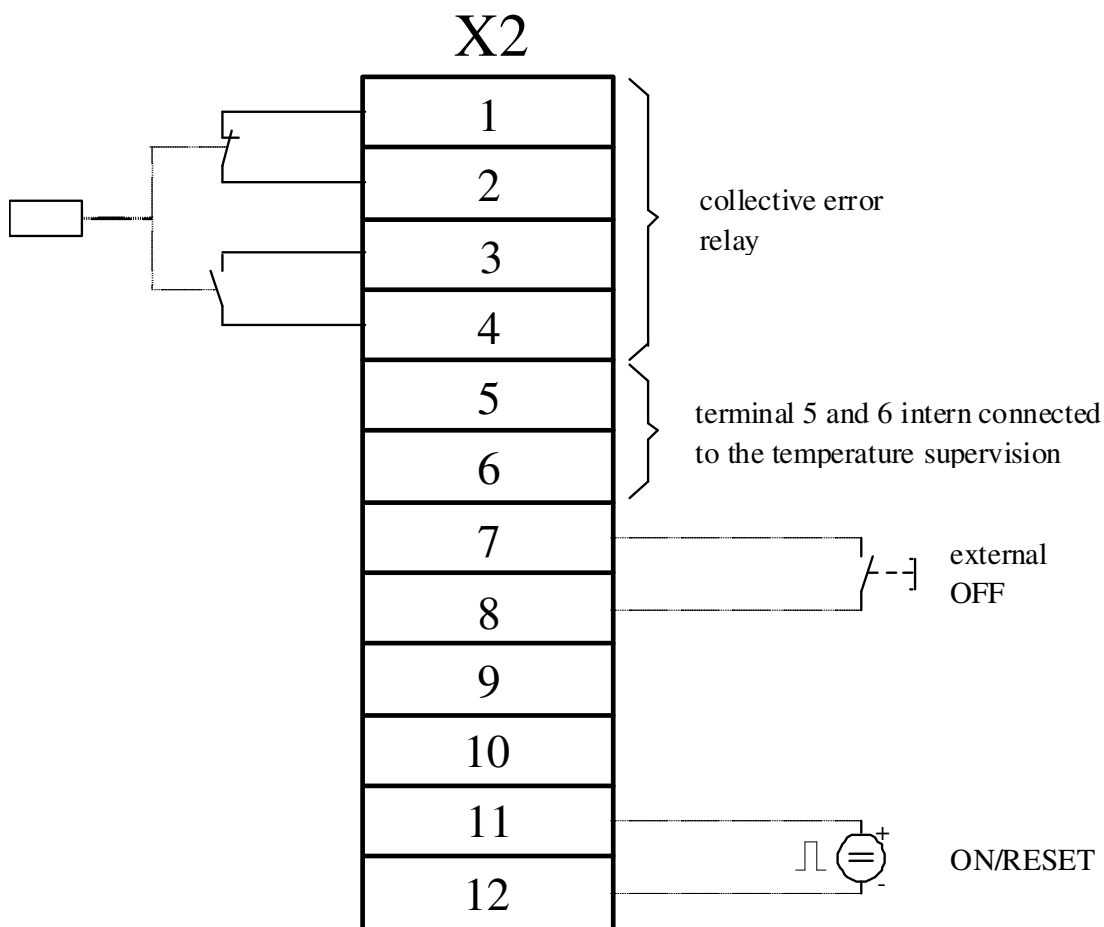 X2
1
2
3
4
5
6
7
8
9
10
11
12
collective error
relay
terminal 5 and 6 intern connected
to the temperature supervision
external
OFF
+
-
ON/RESET